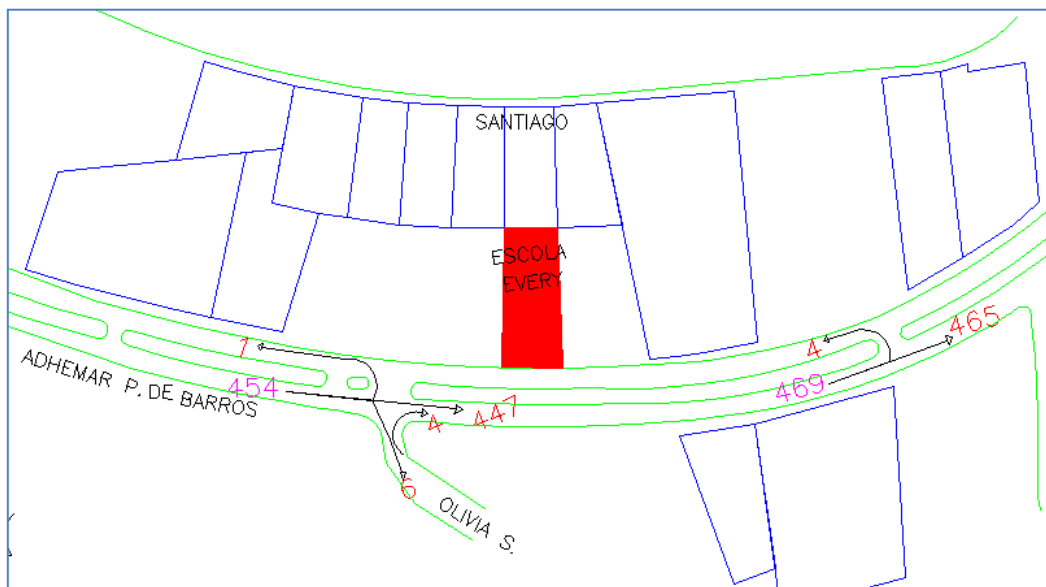 SANTIAGO
ESCOLA
EVERY
465
1
4
ADHEMAR P. DE BARROS
454
469
447
4
6
OLIVIA S.